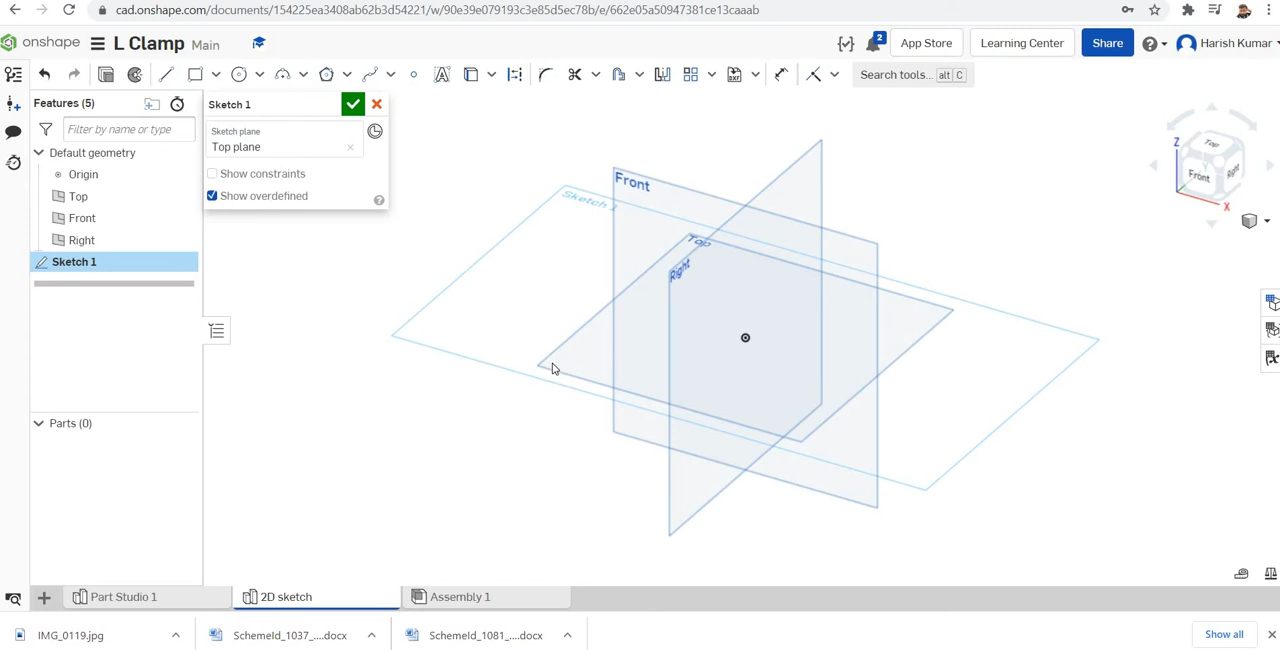 cad.onshape.com/documents/154225ea3408ab62b3d54221/w/90e39e079193c3e85d5ec78b/e/662e05a50947381ce13caaab
onshape L Clamp Main 2 App Store Learning Center Share Harish Kumar
Search tools... alt C
Features (5)
Filter by name or type
Default geometry
Origin
Top
Front
Right
Sketch 1
Parts (0)
Sketch 1
Sketch plane
Top plane
Show constraints
Show overdefined
Front
Sketch 1
Top
Right
Z
Top
Y
Front
Right
X
Part Studio 1
2D sketch
Assembly 1
IMG_0119.jpg
SchemeId_1037_....docx
SchemeId_1081_....docx
Show all